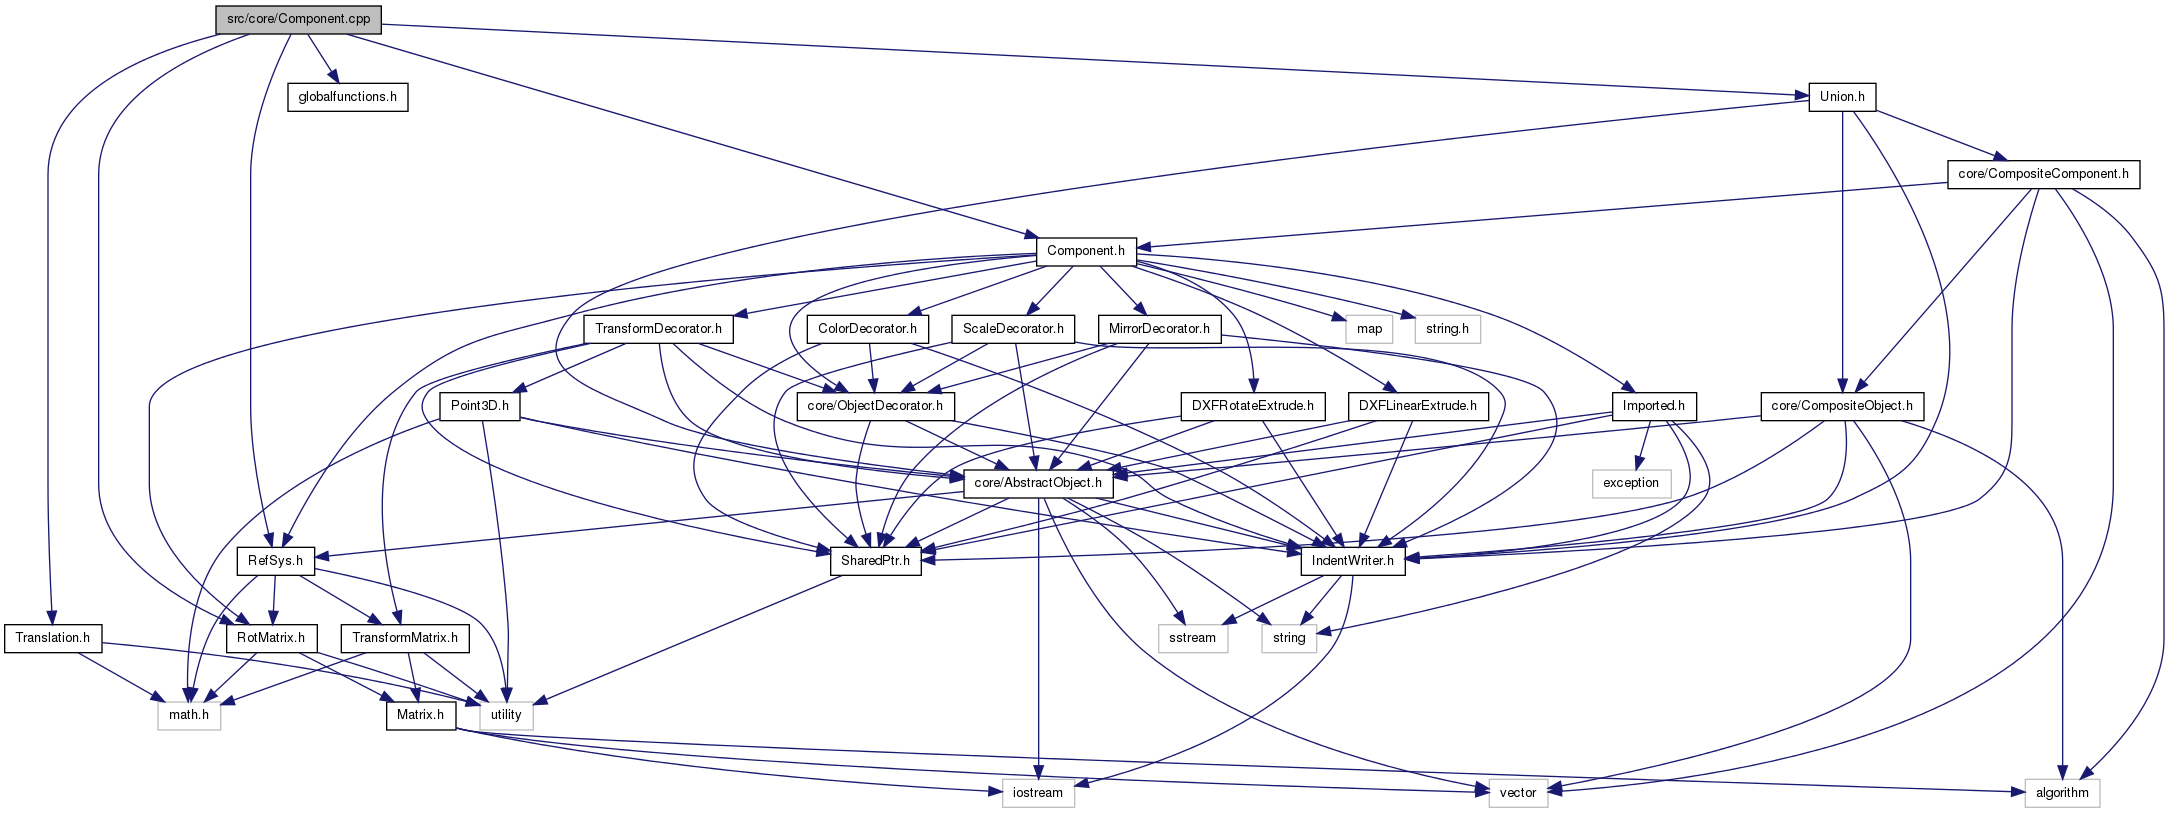 src/core/Component.cpp
globalfunctions.h
Union.h
core/CompositeComponent.h
Component.h
TransformDecorator.h
ColorDecorator.h
ScaleDecorator.h
MirrorDecorator.h
map
string.h
Point3D.h
core/ObjectDecorator.h
DXFRotateExtrude.h
DXFLinearExtrude.h
Imported.h
core/CompositeObject.h
core/AbstractObject.h
exception
RefSys.h
SharedPtr.h
IndentWriter.h
Translation.h
RotMatrix.h
TransformMatrix.h
sstream
string
math.h
Matrix.h
utility
iostream
vector
algorithm